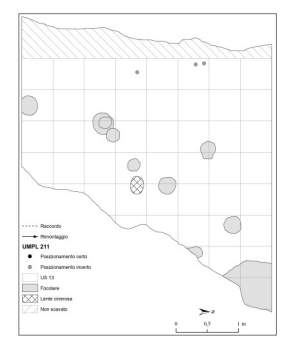 Raccordo
Rimontaggio
UMPL 211
Posizionamento certo
Posizionamento incerto
US 13
Focolare
Lente cinerosa
Non scavato
N
0 0,5 1 m